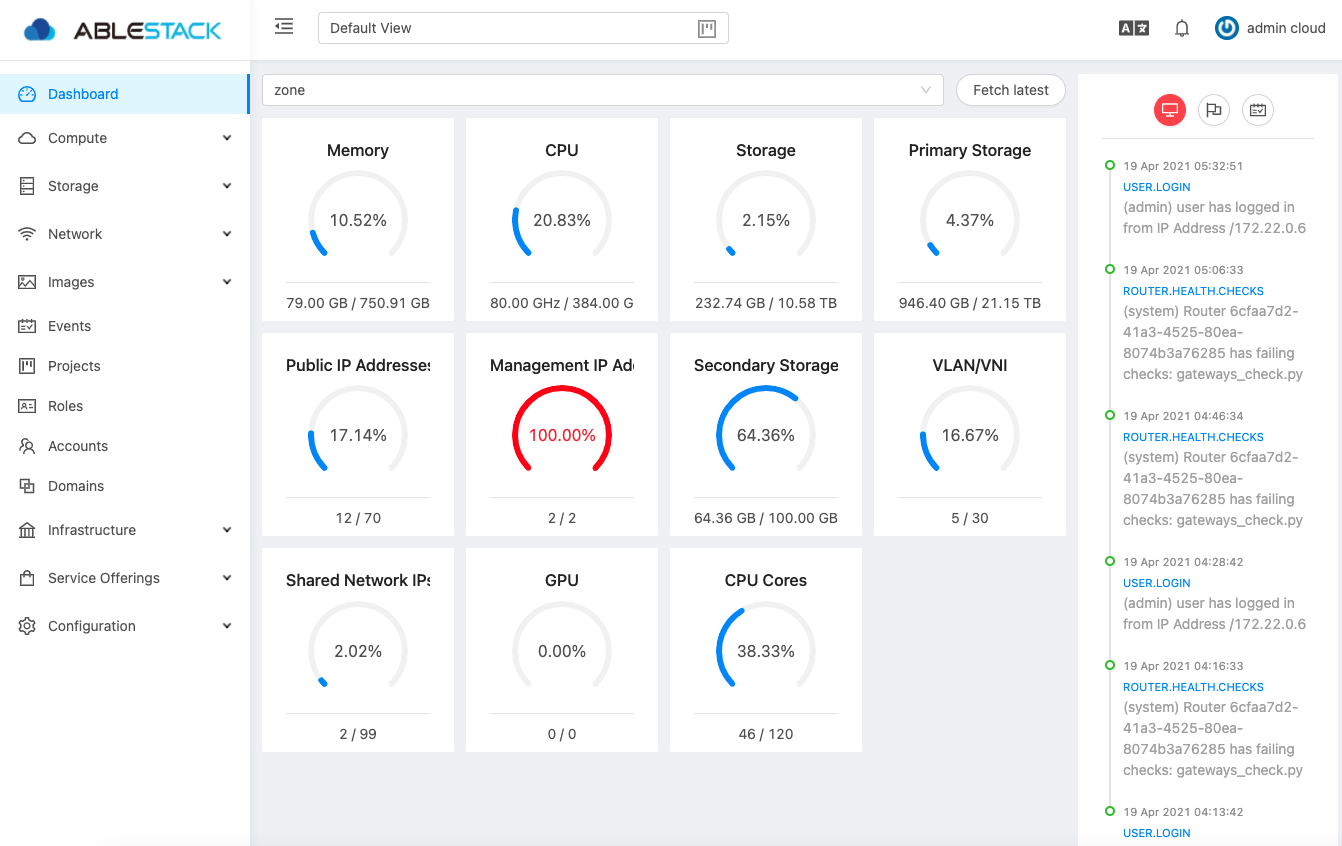 ABLESTACK
Default View
A
admin cloud
Dashboard
Compute
Storage
Network
Images
Events
Projects
Roles
Accounts
Domains
Infrastructure
Service Offerings
Configuration
zone
Fetch latest
Memory
10.52%
79.00 GB / 750.91 GB
CPU
20.83%
80.00 GHz / 384.00 G
Storage
2.15%
232.74 GB / 10.58 TB
Primary Storage
4.37%
946.40 GB / 21.15 TB
Public IP Addresses
17.14%
12 / 70
Management IP Ad
100.00%
2 / 2
Secondary Storage
64.36%
64.36 GB / 100.00 GB
VLAN/VNI
16.67%
5 / 30
Shared Network IPs
2.02%
2 / 99
GPU
0.00%
0 / 0
CPU Cores
38.33%
46 / 120
19 Apr 2021 05:32:51
USER.LOGIN
(admin) user has logged in
from IP Address /172.22.0.6
19 Apr 2021 05:06:33
ROUTER.HEALTH.CHECKS
(system) Router 6cfaa7d2-
41a3-4525-80ea-
8074b3a76285 has failing
checks: gateways_check.py
19 Apr 2021 04:46:34
ROUTER.HEALTH.CHECKS
(system) Router 6cfaa7d2-
41a3-4525-80ea-
8074b3a76285 has failing
checks: gateways_check.py
19 Apr 2021 04:28:42
USER.LOGIN
(admin) user has logged in
from IP Address /172.22.0.6
19 Apr 2021 04:16:33
ROUTER.HEALTH.CHECKS
(system) Router 6cfaa7d2-
41a3-4525-80ea-
8074b3a76285 has failing
checks: gateways_check.py
19 Apr 2021 04:13:42
USER.LOGIN